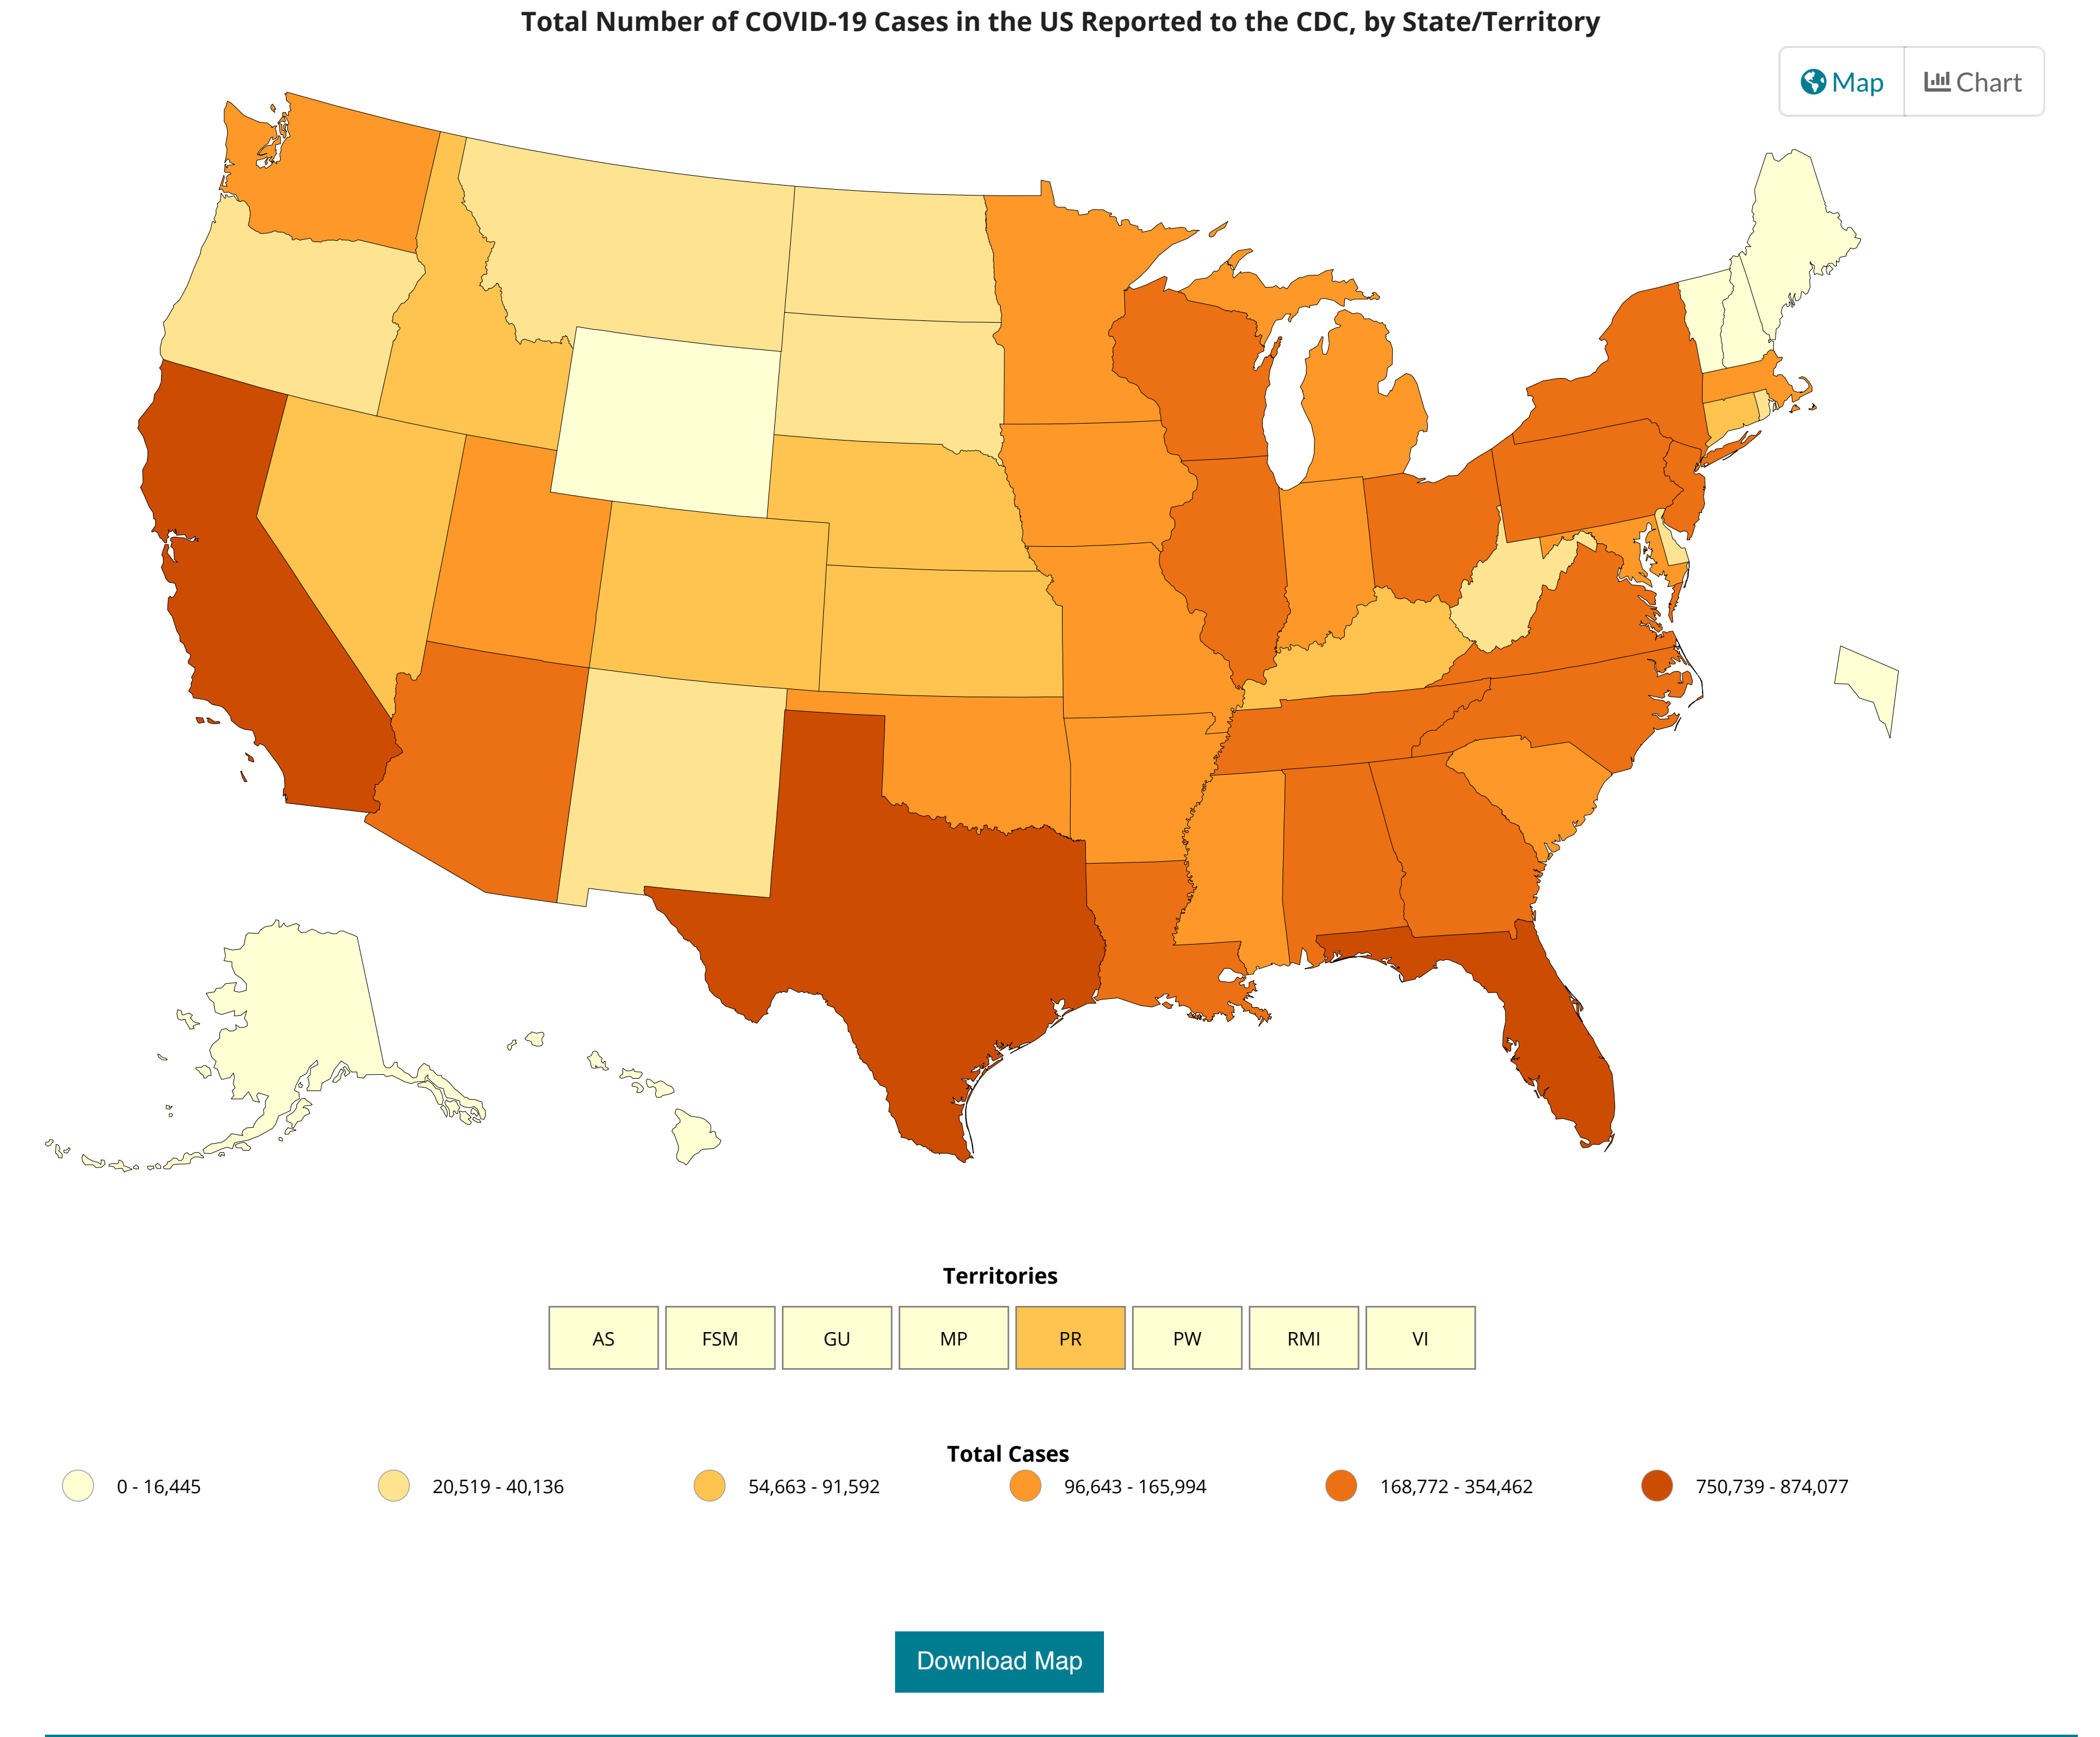 Total Number of COVID-19 Cases in the US Reported to the CDC, by State/Territory
Map Chart
Territories
AS FSM GU MP PR PW RMI VI
Total Cases
0 - 16,445 20,519 - 40,136 54,663 - 91,592 96,643 - 165,994 168,772 - 354,462 750,739 - 874,077
Download Map